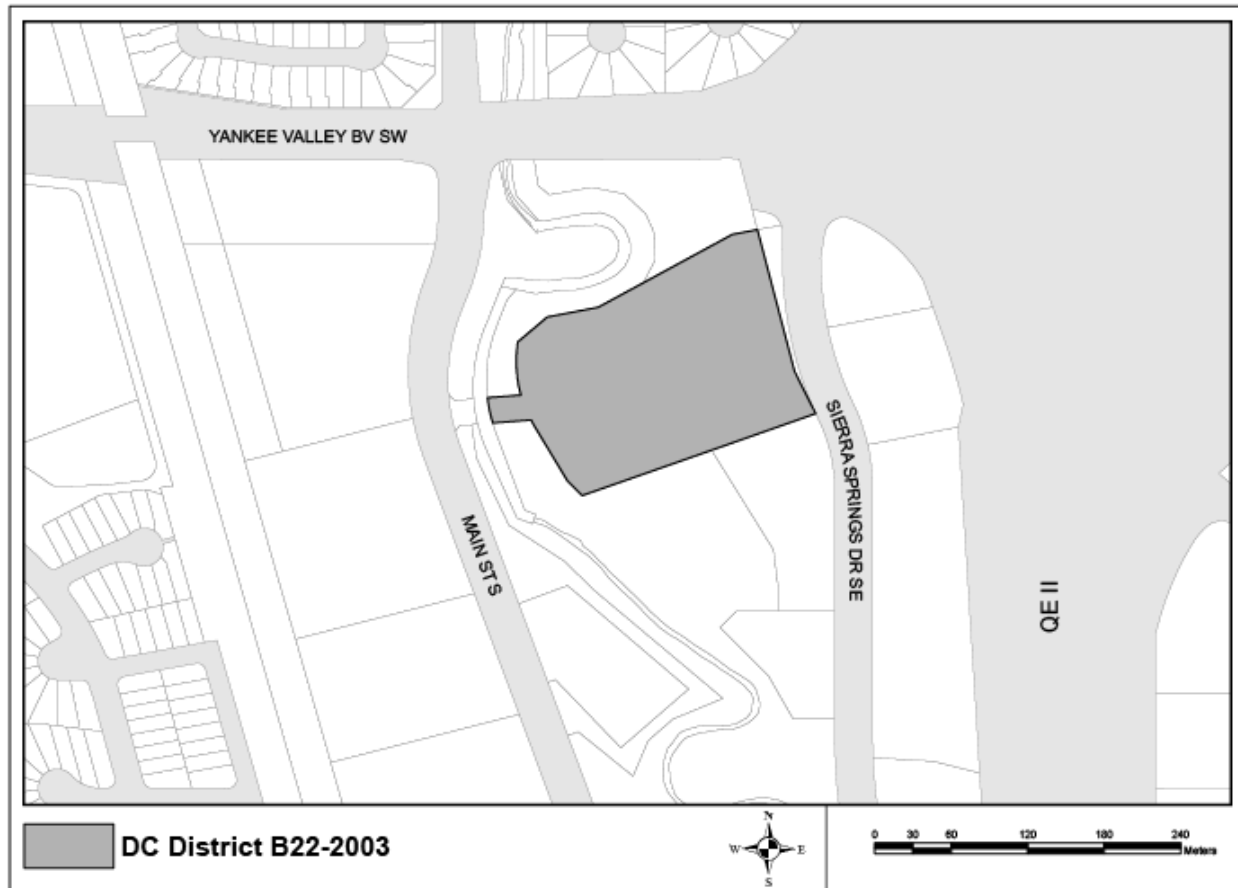 YANKEE VALLEY BV SW
SIERRA SPRINGS DR SE
MAIN ST S
QE II
DC District B22-2003
N
W E
S
0 30 60 120 180 240
Meters